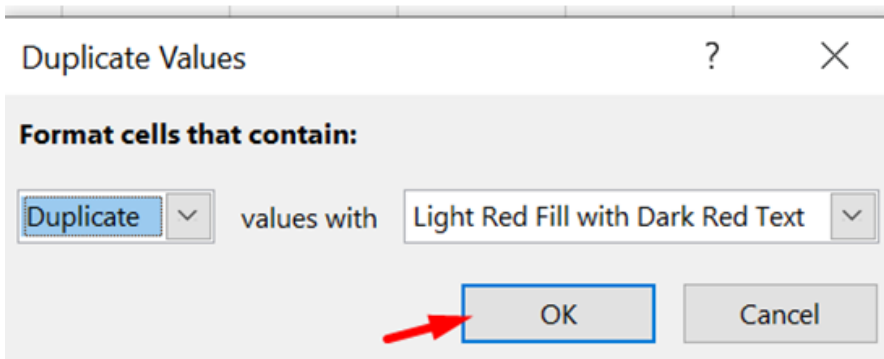 Duplicate Values ?
Format cells that contain:
Duplicate values with Light Red Fill with Dark Red Text
OK Cancel